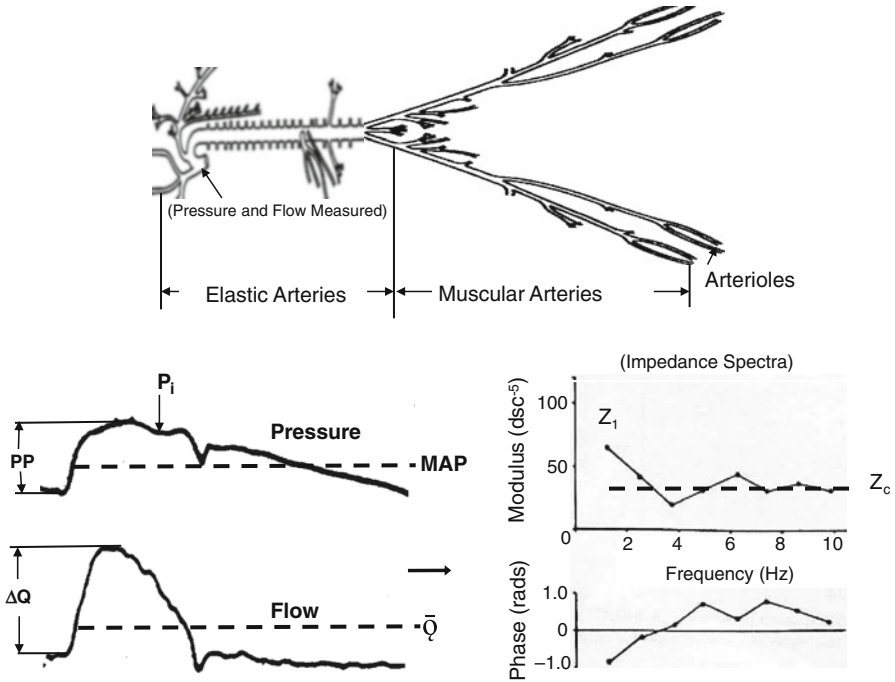 (Pressure and Flow Measured)
Elastic Arteries
Muscular Arteries
Arterioles
Pi
Pressure
PP
MAP
ΔQ
Flow
Q̄
(Impedance Spectra)
Modulus (dsc-5)
100
50
0
Z1
Zc
2 4 6 8 10
Frequency (Hz)
Phase (rads)
1.0
0
−1.0